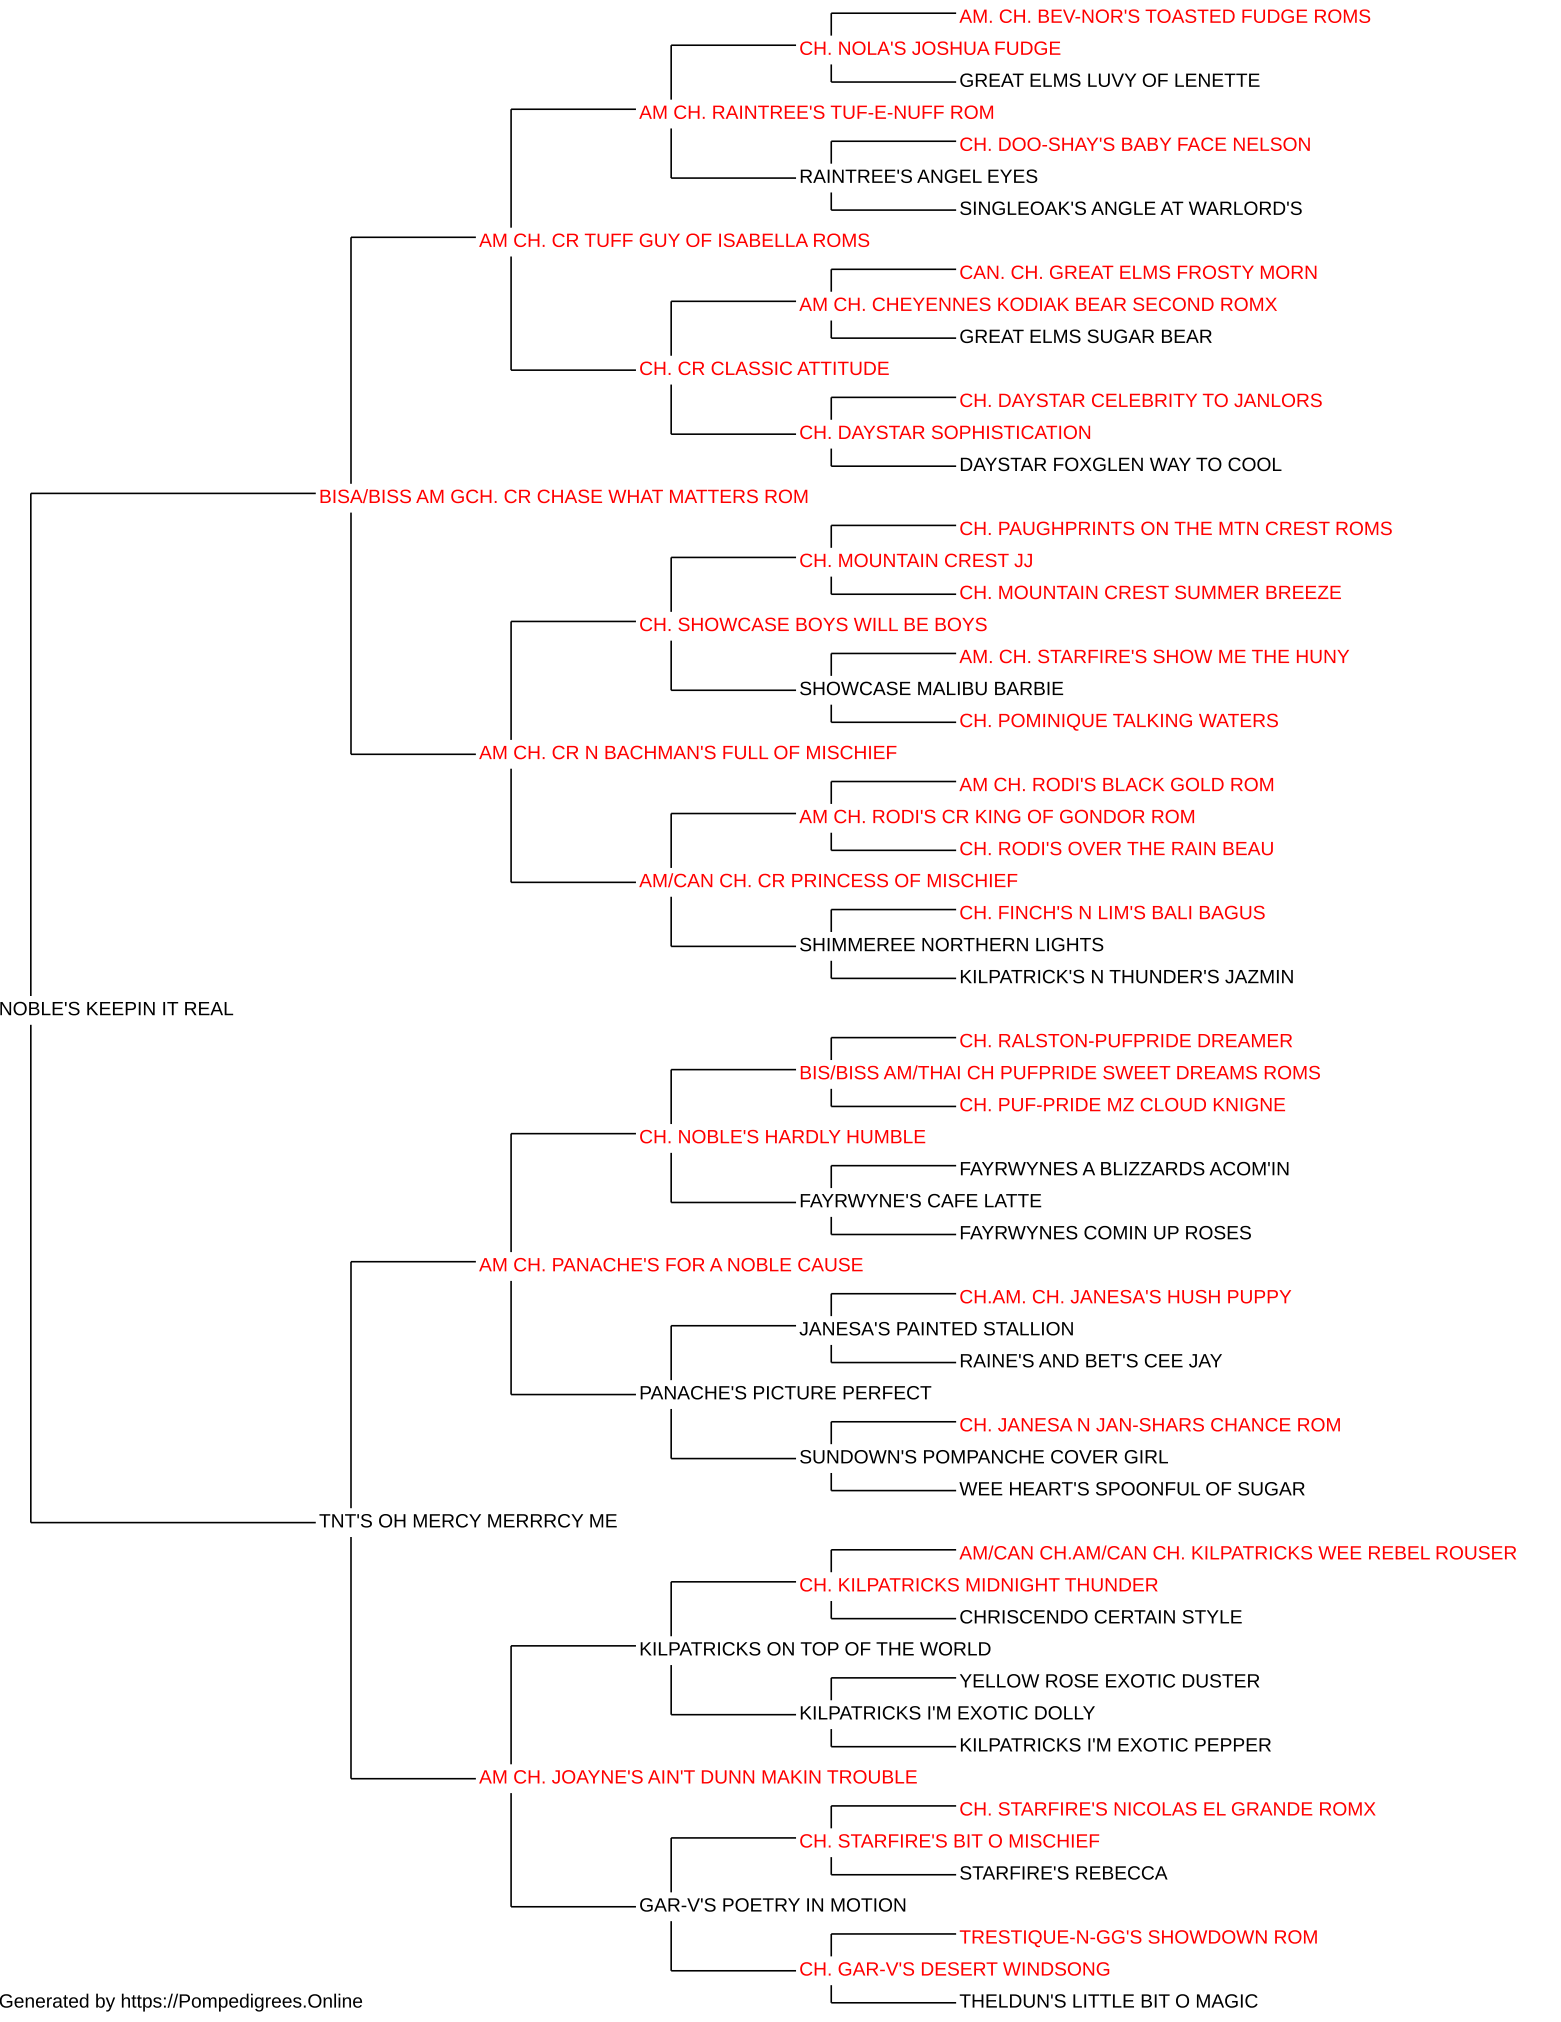 AM. CH. BEV-NOR'S TOASTED FUDGE ROMS
CH. NOLA'S JOSHUA FUDGE
GREAT ELMS LUVY OF LENETTE
AM CH. RAINTREE'S TUF-E-NUFF ROM
CH. DOO-SHAY'S BABY FACE NELSON
RAINTREE'S ANGEL EYES
SINGLEOAK'S ANGLE AT WARLORD'S
AM CH. CR TUFF GUY OF ISABELLA ROMS
CAN. CH. GREAT ELMS FROSTY MORN
AM CH. CHEYENNES KODIAK BEAR SECOND ROMX
GREAT ELMS SUGAR BEAR
CH. CR CLASSIC ATTITUDE
CH. DAYSTAR CELEBRITY TO JANLORS
CH. DAYSTAR SOPHISTICATION
DAYSTAR FOXGLEN WAY TO COOL
BISA/BISS AM GCH. CR CHASE WHAT MATTERS ROM
CH. PAUGHPRINTS ON THE MTN CREST ROMS
CH. MOUNTAIN CREST JJ
CH. MOUNTAIN CREST SUMMER BREEZE
CH. SHOWCASE BOYS WILL BE BOYS
AM. CH. STARFIRE'S SHOW ME THE HUNY
SHOWCASE MALIBU BARBIE
CH. POMINIQUE TALKING WATERS
AM CH. CR N BACHMAN'S FULL OF MISCHIEF
AM CH. RODI'S BLACK GOLD ROM
AM CH. RODI'S CR KING OF GONDOR ROM
CH. RODI'S OVER THE RAIN BEAU
AM/CAN CH. CR PRINCESS OF MISCHIEF
CH. FINCH'S N LIM'S BALI BAGUS
SHIMMEREE NORTHERN LIGHTS
KILPATRICK'S N THUNDER'S JAZMIN
NOBLE'S KEEPIN IT REAL
CH. RALSTON-PUFPRIDE DREAMER
BIS/BISS AM/THAI CH PUFPRIDE SWEET DREAMS ROMS
CH. PUF-PRIDE MZ CLOUD KNIGNE
CH. NOBLE'S HARDLY HUMBLE
FAYRWYNES A BLIZZARDS ACOM'IN
FAYRWYNE'S CAFE LATTE
FAYRWYNES COMIN UP ROSES
AM CH. PANACHE'S FOR A NOBLE CAUSE
CH.AM. CH. JANESA'S HUSH PUPPY
JANESA'S PAINTED STALLION
RAINE'S AND BET'S CEE JAY
PANACHE'S PICTURE PERFECT
CH. JANESA N JAN-SHARS CHANCE ROM
SUNDOWN'S POMPANCHE COVER GIRL
WEE HEART'S SPOONFUL OF SUGAR
TNT'S OH MERCY MERRRCY ME
AM/CAN CH.AM/CAN CH. KILPATRICKS WEE REBEL ROUSER
CH. KILPATRICKS MIDNIGHT THUNDER
CHRISCENDO CERTAIN STYLE
KILPATRICKS ON TOP OF THE WORLD
YELLOW ROSE EXOTIC DUSTER
KILPATRICKS I'M EXOTIC DOLLY
KILPATRICKS I'M EXOTIC PEPPER
AM CH. JOAYNE'S AIN'T DUNN MAKIN TROUBLE
CH. STARFIRE'S NICOLAS EL GRANDE ROMX
CH. STARFIRE'S BIT O MISCHIEF
STARFIRE'S REBECCA
GAR-V'S POETRY IN MOTION
TRESTIQUE-N-GG'S SHOWDOWN ROM
CH. GAR-V'S DESERT WINDSONG
THELDUN'S LITTLE BIT O MAGIC
Generated by https://Pompedigrees.Online